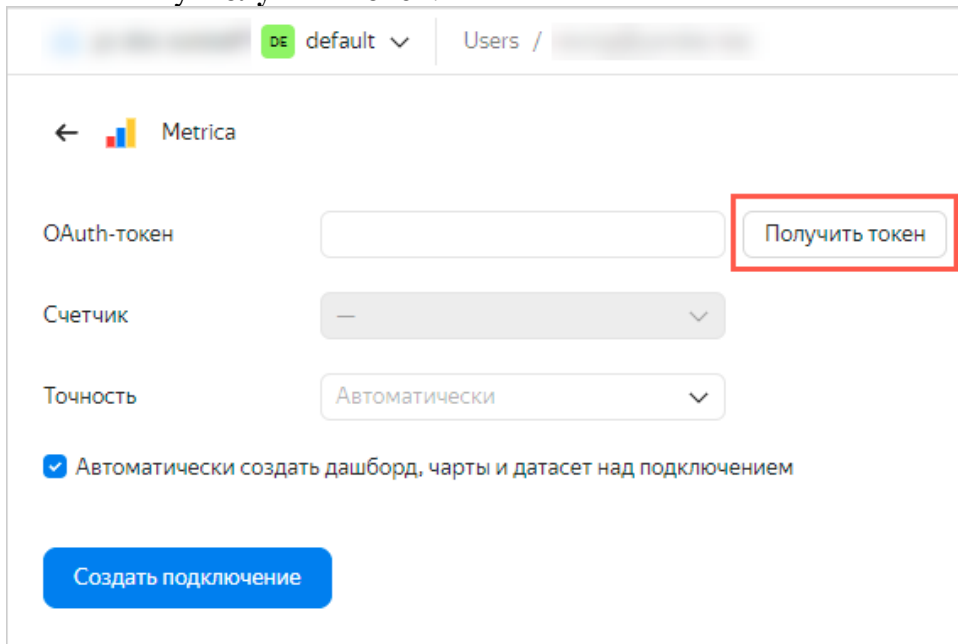 DE default Users /
Metrica
OAuth-токен Получить токен
Счетчик —
Точность Автоматически
Автоматически создать дашборд, чарты и датасет над подключением
Создать подключение